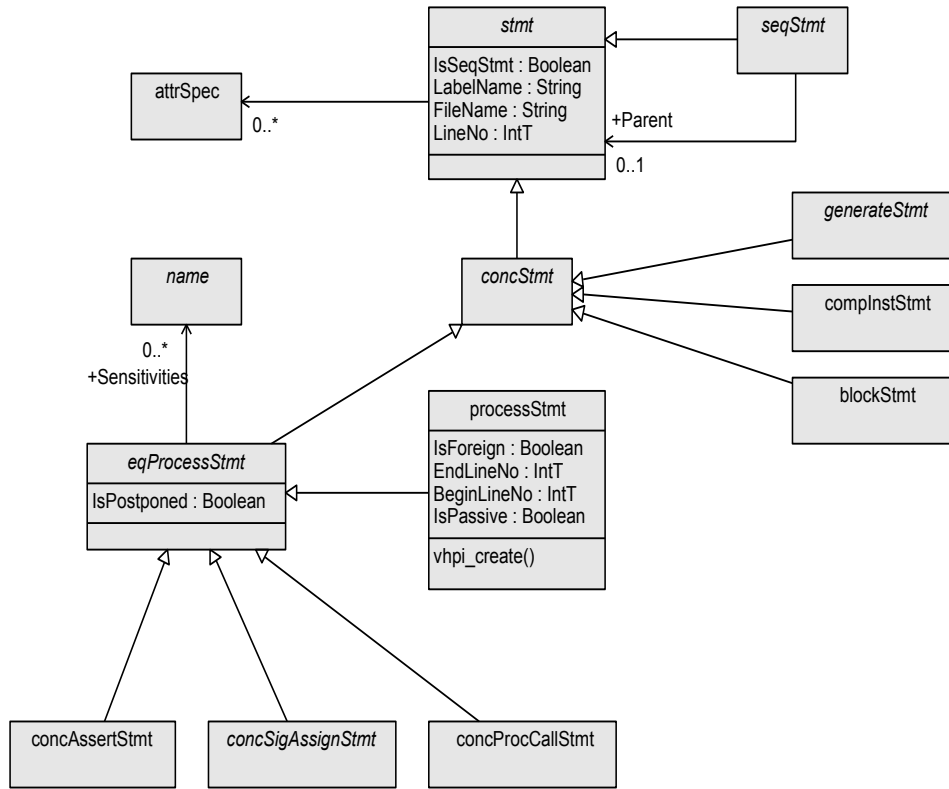 stmt
IsSeqStmt : Boolean
LabelName : String
FileName : String
LineNo : IntT
seqStmt
attrSpec
0..*
+Parent
0..1
generateStmt
name
concStmt
compInstStmt
0..*
+Sensitivities
blockStmt
processStmt
IsForeign : Boolean
EndLineNo : IntT
BeginLineNo : IntT
IsPassive : Boolean
vhpi_create()
eqProcessStmt
IsPostponed : Boolean
concAssertStmt
concSigAssignStmt
concProcCallStmt